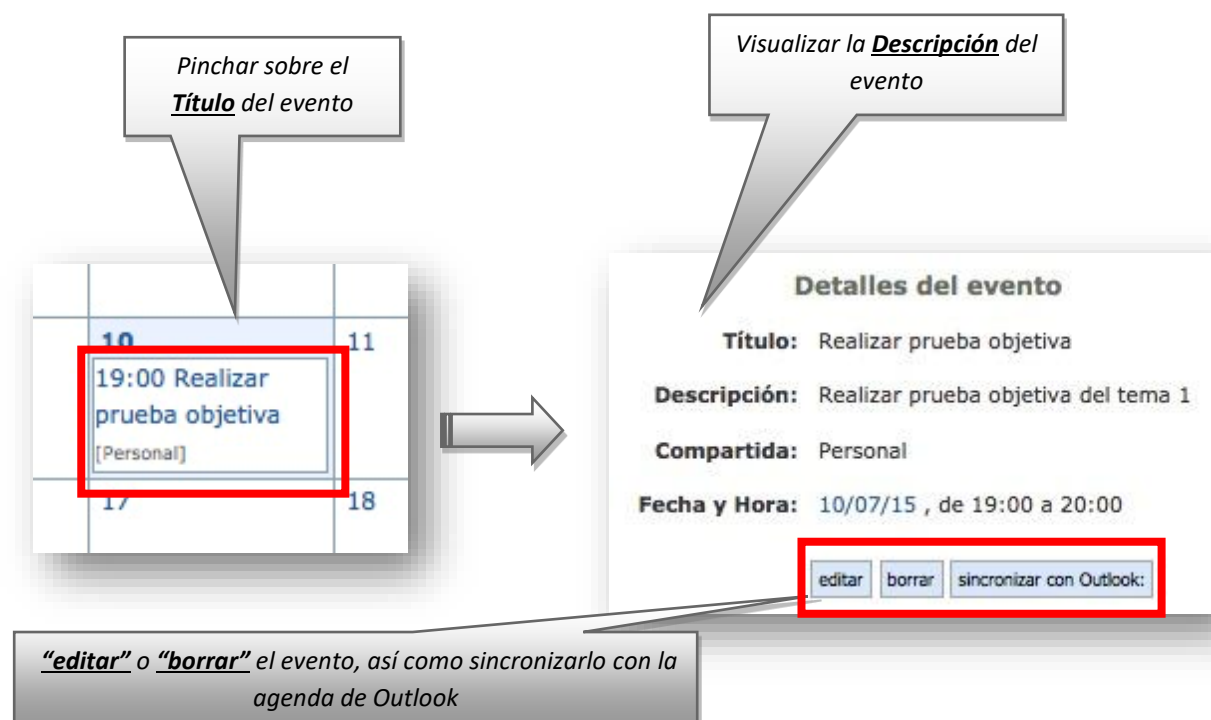 Pinchar sobre el
Título del evento
Visualizar la Descripción del
evento
10
11
19:00 Realizar
prueba objetiva
[Personal]
17
18
Detalles del evento
Título: Realizar prueba objetiva
Descripción: Realizar prueba objetiva del tema 1
Compartida: Personal
Fecha y Hora: 10/07/15 , de 19:00 a 20:00
editar borrar sincronizar con Outlook:
“editar” o “borrar” el evento, así como sincronizarlo con la
agenda de Outlook